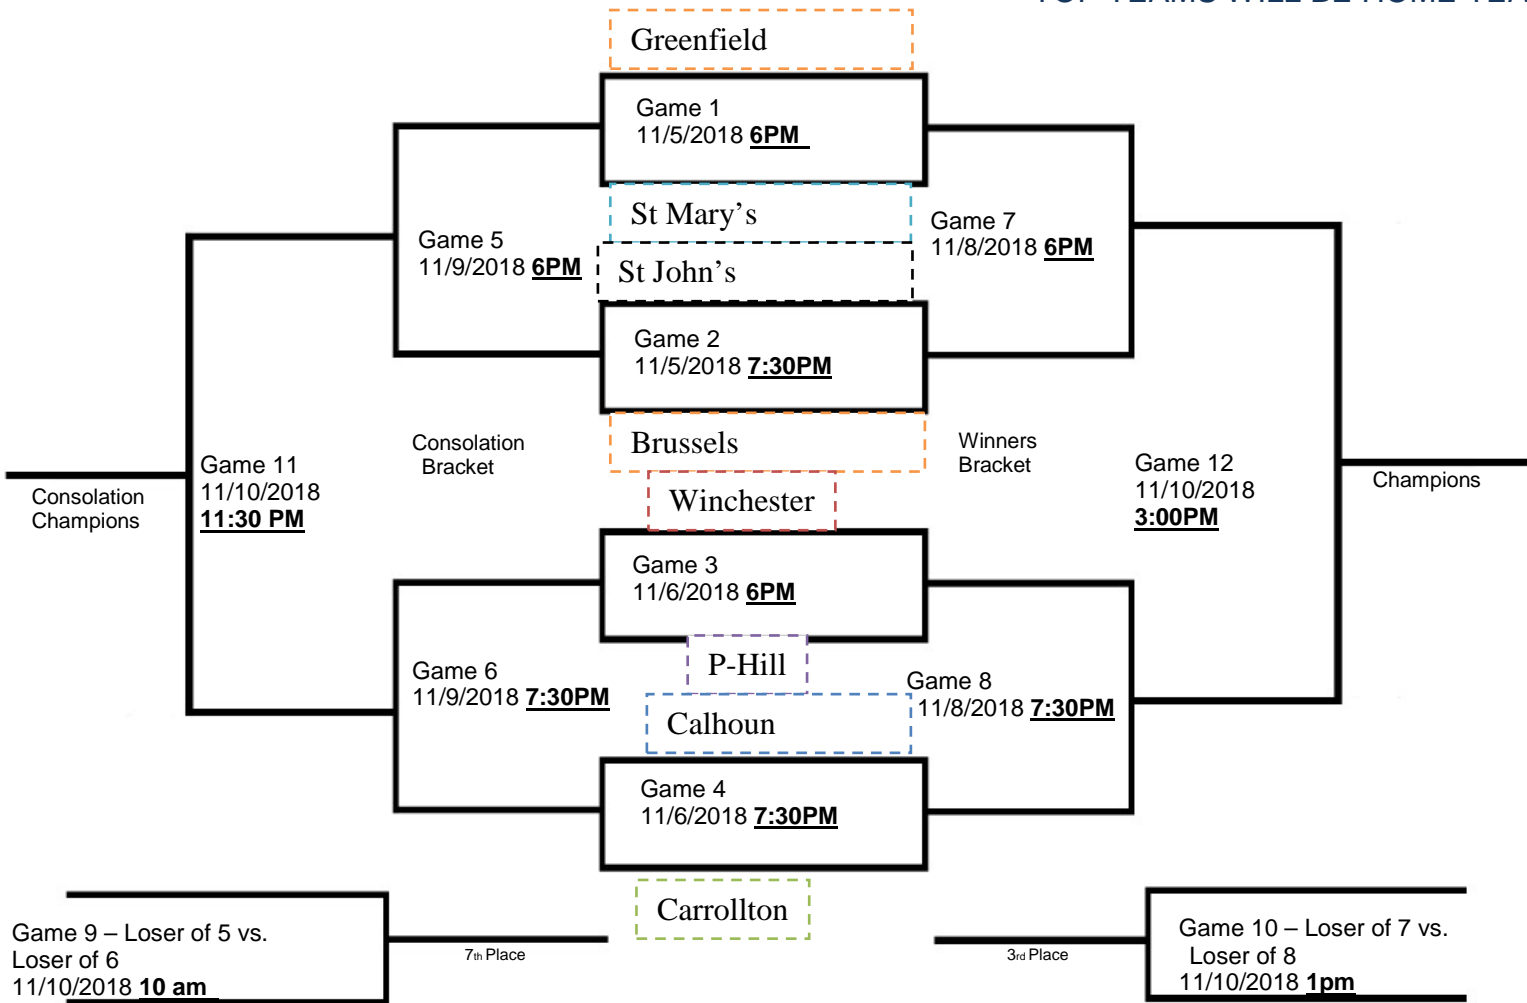 Greenfield
Game 1
11/5/2018 6PM
St Mary’s
Game 5
11/9/2018 6PM
Game 7
11/8/2018 6PM
St John’s
Game 2
11/5/2018 7:30PM
Consolation
Bracket
Brussels
Winners
Bracket
Game 11
11/10/2018
11:30 PM
Consolation
Champions
Winchester
Game 12
11/10/2018
3:00PM
Champions
Game 3
11/6/2018 6PM
P-Hill
Game 6
11/9/2018 7:30PM
Game 8
11/8/2018 7:30PM
Calhoun
Game 4
11/6/2018 7:30PM
Carrollton
Game 9 – Loser of 5 vs.
Loser of 6
11/10/2018 10 am
7th Place
3rd Place
Game 10 – Loser of 7 vs.
Loser of 8
11/10/2018 1pm